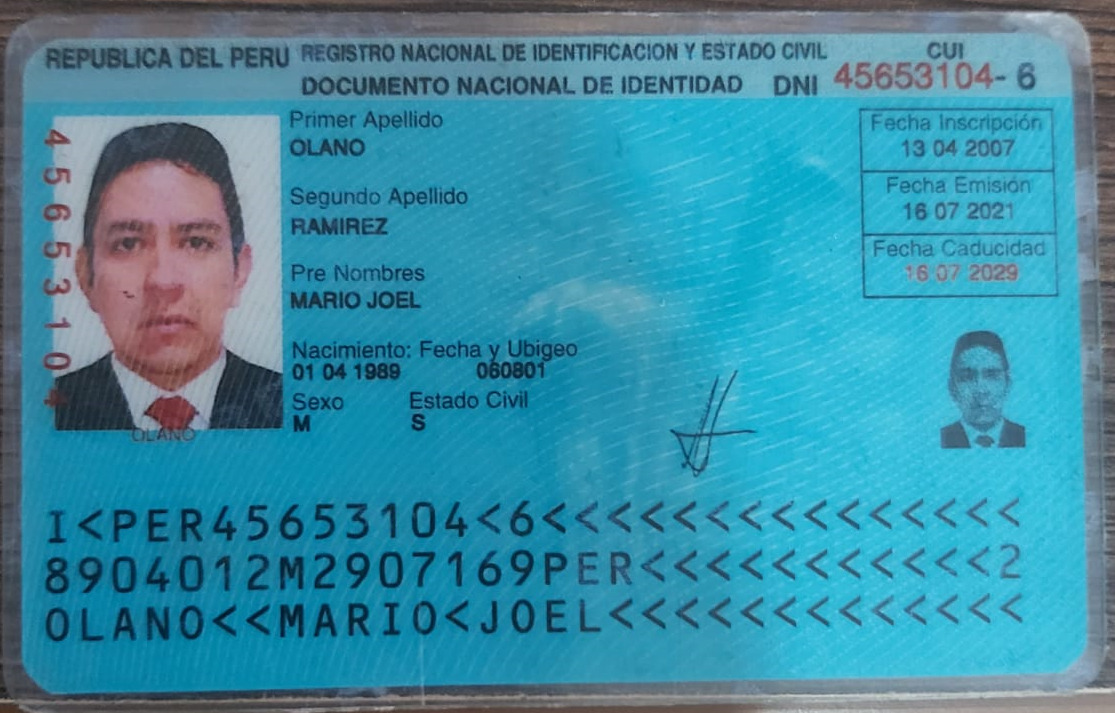 REPUBLICA DEL PERU REGISTRO NACIONAL DE IDENTIFICACION Y ESTADO CIVIL CUI
DOCUMENTO NACIONAL DE IDENTIDAD DNI 45653104- 6
45653104
Primer Apellido
OLANO
Segundo Apellido
RAMIREZ
Pre Nombres
MARIO JOEL
Nacimiento: Fecha y Ubigeo
01 04 1989 060801
Sexo Estado Civil
M S
OLANO
Fecha Inscripción
13 04 2007
Fecha Emisión
16 07 2021
Fecha Caducidad
16 07 2029
I<PER45653104<6<<<<<<<<<<<<<<<
8904012M2907169PER<<<<<<<<<<<2
OLANO<<MARIO<JOEL<<<<<<<<<<<<<